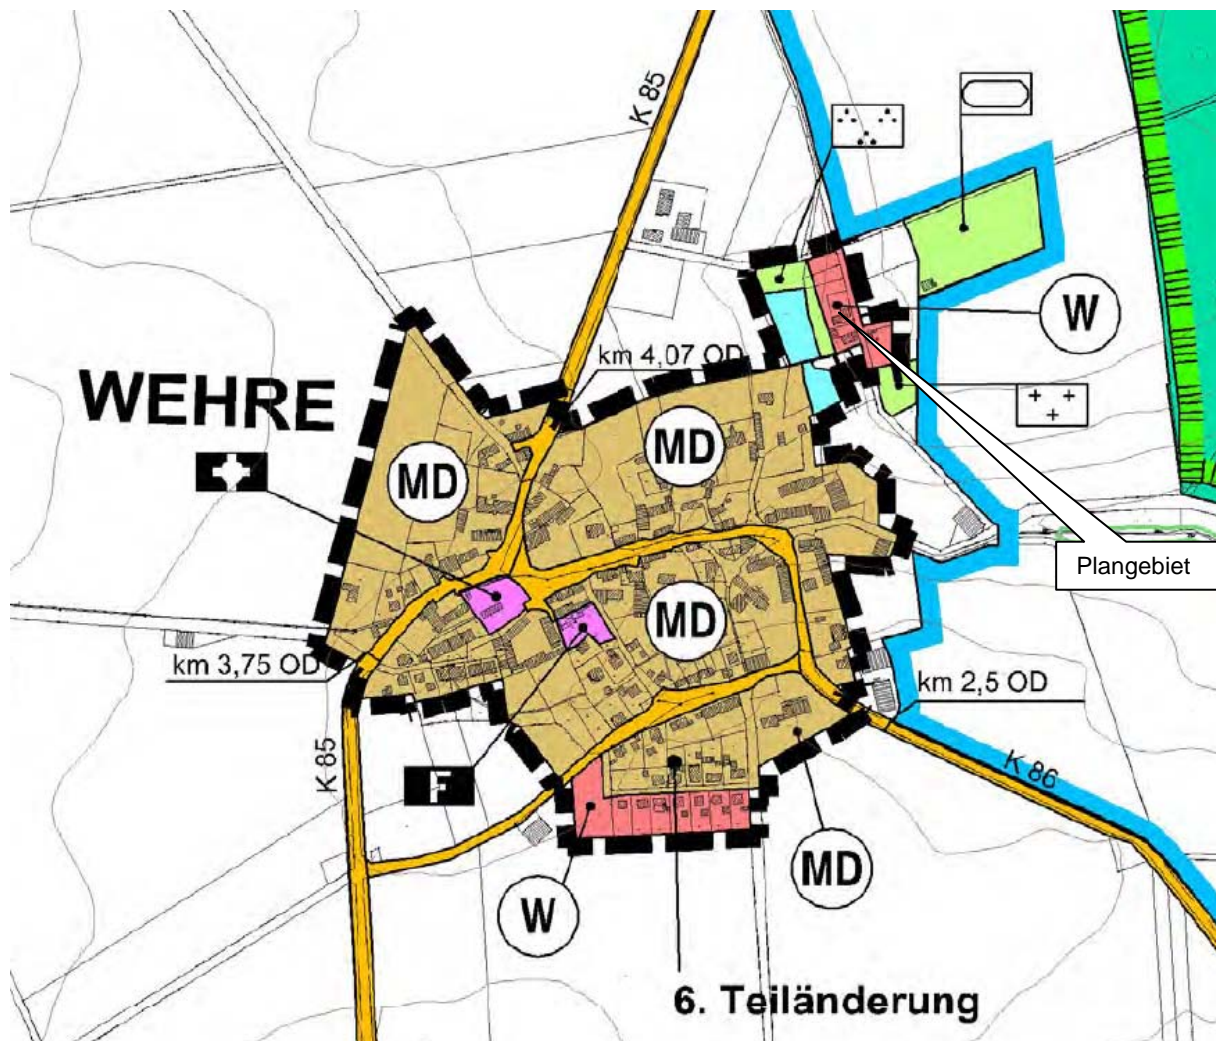 K 85
W
km 4,07 OD
WEHRE
MD
MD
Plangebiet
MD
km 3,75 OD
km 2,5 OD
K 85
F
K 86
MD
W
6. Teiländerung